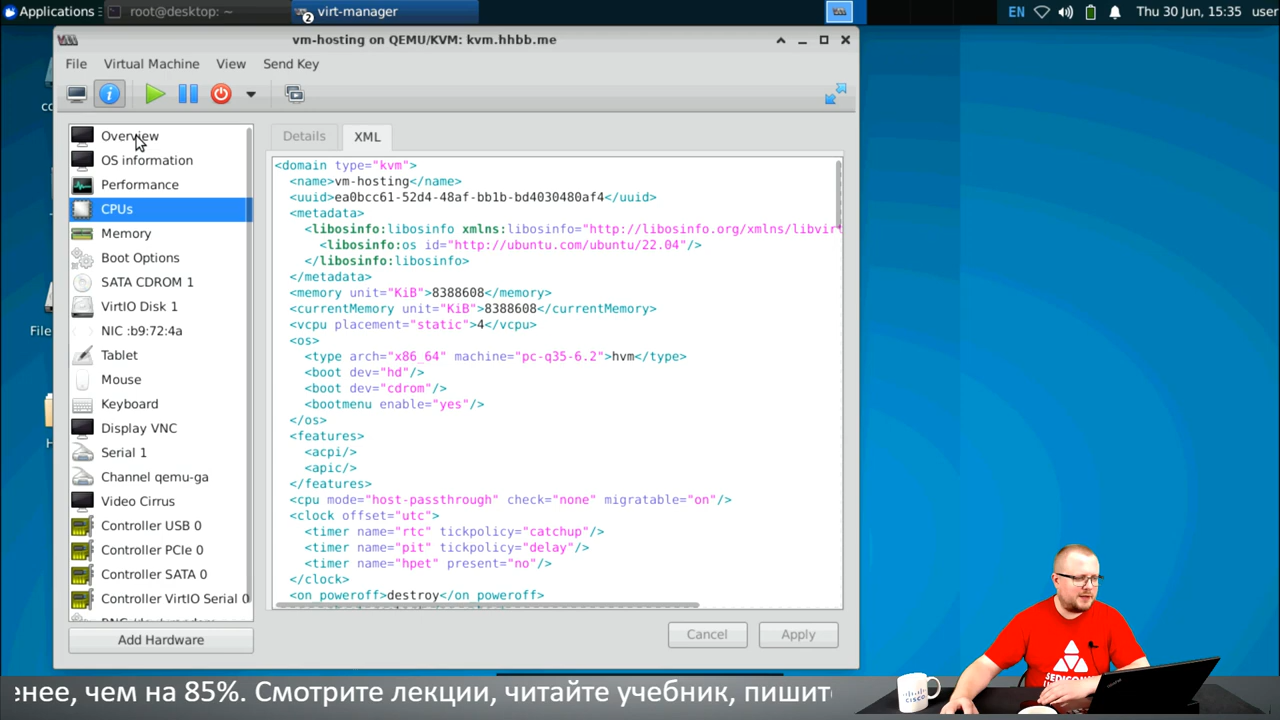 Applications root@desktop: ~ 2 virt-manager EN Thu 30 Jun, 15:35 user
vm-hosting on QEMU/KVM: kvm.hhbb.me
File Virtual Machine View Send Key
Overview
OS information
Performance
CPUs
Memory
Boot Options
SATA CDROM 1
VirtIO Disk 1
NIC :b9:72:4a
Tablet
Mouse
Keyboard
Display VNC
Serial 1
Channel qemu-ga
Video Cirrus
Controller USB 0
Controller PCIe 0
Controller SATA 0
Controller VirtIO Serial 0
Add Hardware
Details XML
<domain type="kvm">
<name>vm-hosting</name>
<uuid>ea0bcc61-52d4-48af-bb1b-bd4030480af4</uuid>
<metadata>
<libosinfo:libosinfo xmlns:libosinfo="http://libosinfo.org/xmlns/libvirt
<libosinfo:os id="http://ubuntu.com/ubuntu/22.04"/>
</libosinfo:libosinfo>
</metadata>
<memory unit="KiB">8388608</memory>
<currentMemory unit="KiB">8388608</currentMemory>
<vcpu placement="static">4</vcpu>
<os>
<type arch="x86_64" machine="pc-q35-6.2">hvm</type>
<boot dev="hd"/>
<boot dev="cdrom"/>
<bootmenu enable="yes"/>
</os>
<features>
<acpi/>
<apic/>
</features>
<cpu mode="host-passthrough" check="none" migratable="on"/>
<clock offset="utc">
<timer name="rtc" tickpolicy="catchup"/>
<timer name="pit" tickpolicy="delay"/>
<timer name="hpet" present="no"/>
</clock>
<on_poweroff>destroy</on_poweroff>
Cancel Apply
File
енее, чем на 85%. Смотрите лекции, читайте учебник, пишит
CISCO